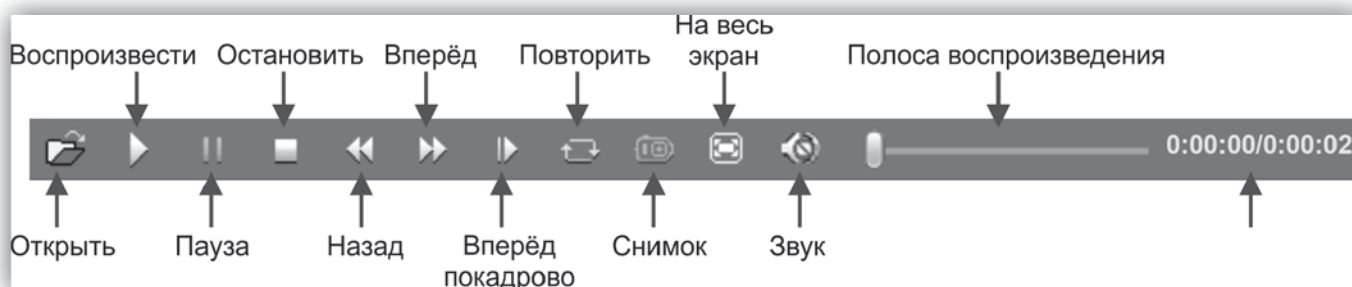 На весь
экран
Воспроизвести Остановить Вперёд Повторить Полоса воспроизведения
0:00:00/0:00:02
Открыть Пауза Назад Вперёд Снимок Звук
покадрово